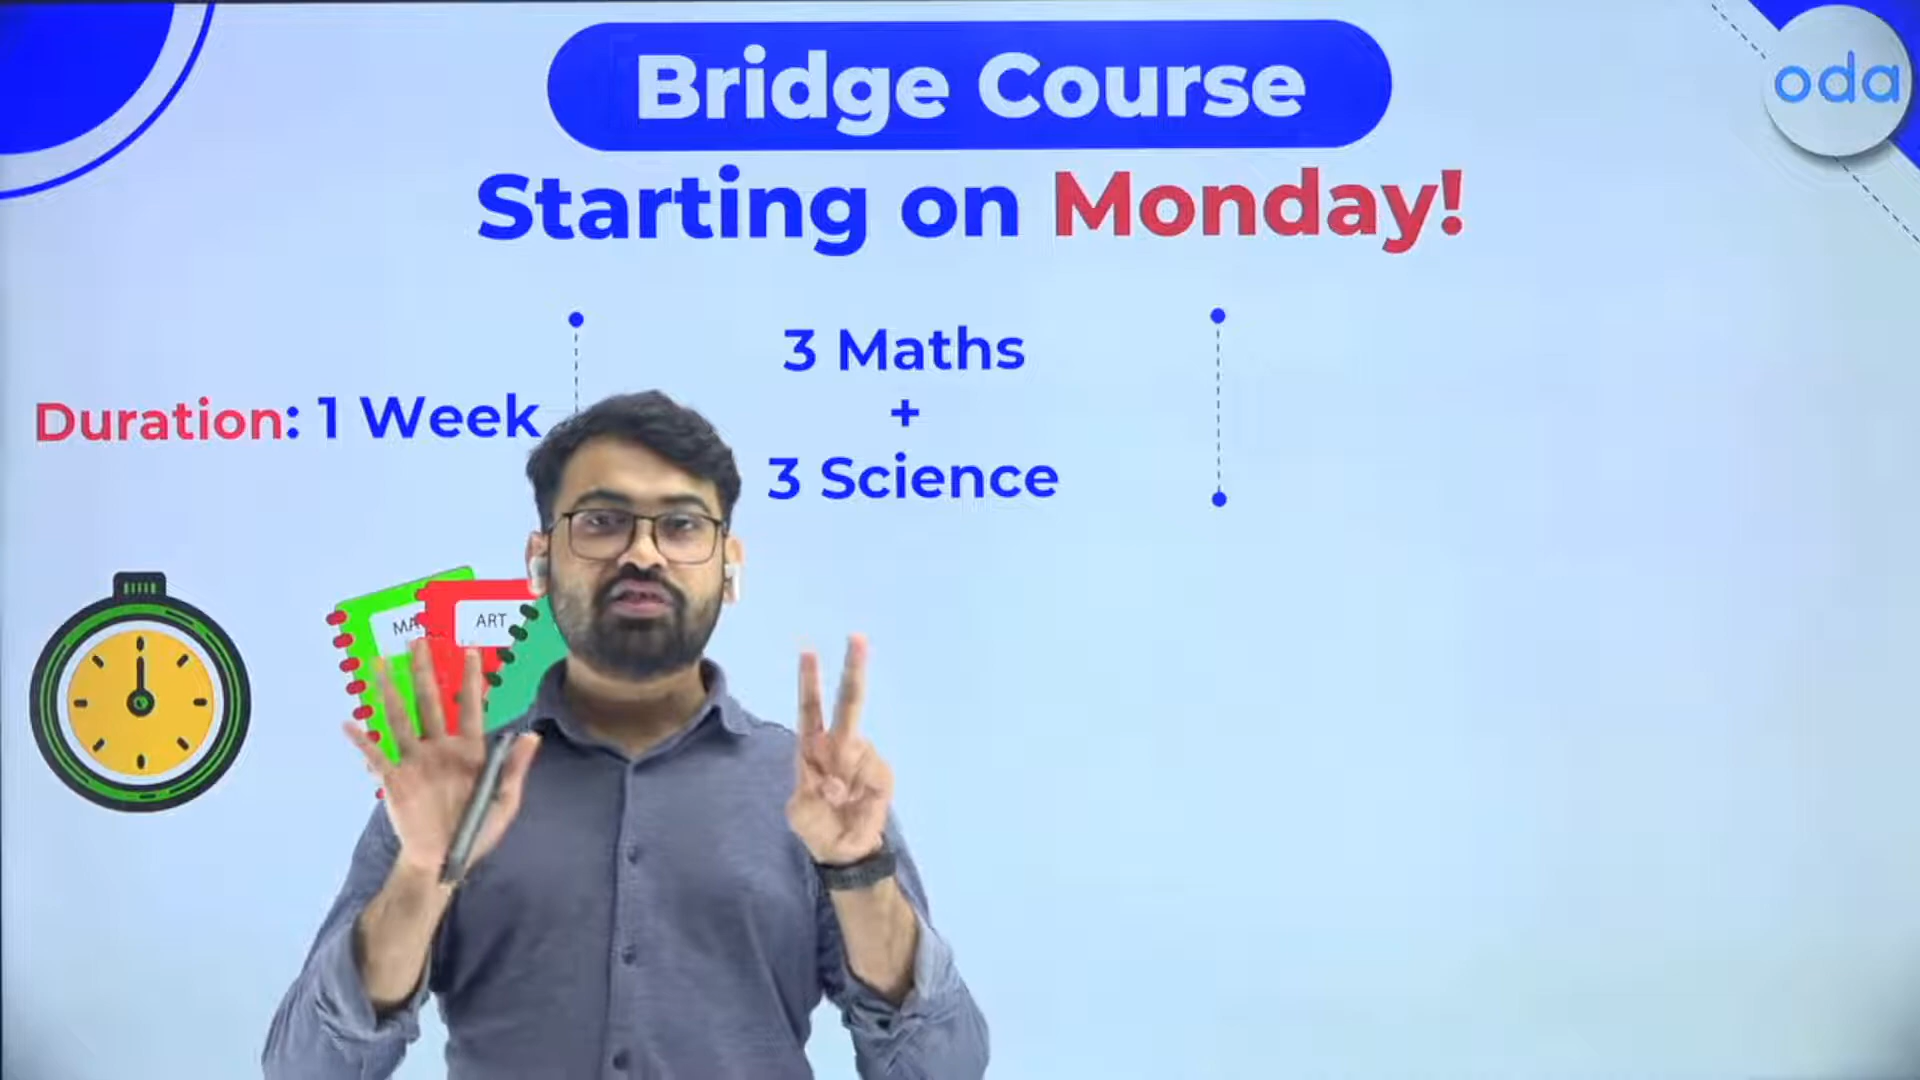 Bridge Course
oda
Starting on Monday!
3 Maths
+
3 Science
Duration: 1 Week
ART